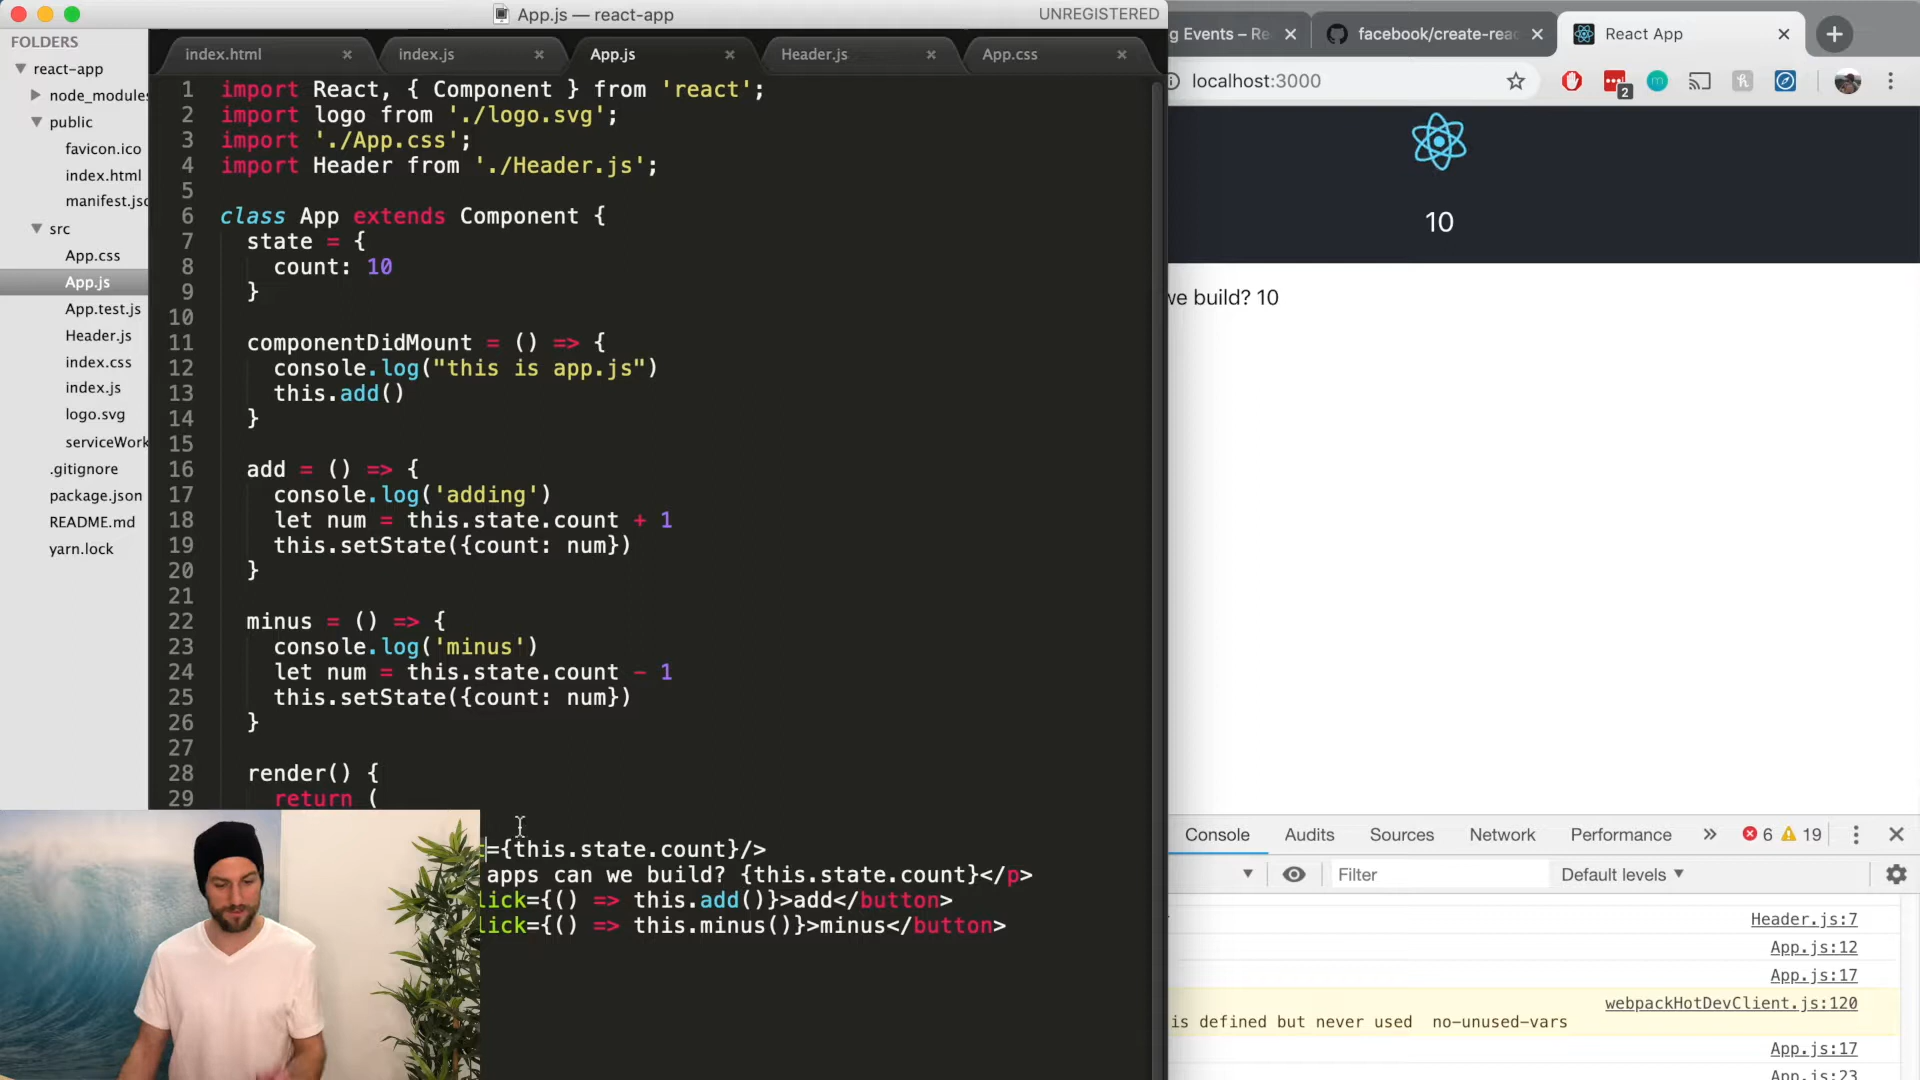 App.js — react-app
UNREGISTERED
FOLDERS
react-app
node_modules
public
favicon.ico
index.html
manifest.jsc
src
App.css
App.js
App.test.js
Header.js
index.css
index.js
logo.svg
serviceWork
.gitignore
package.json
README.md
yarn.lock
index.html
index.js
App.js
Header.js
App.css
1 import React, { Component } from 'react';
2 import logo from './logo.svg';
3 import './App.css';
4 import Header from './Header.js';
5
6 class App extends Component {
7 state = {
8 count: 10
9 }
10
11 componentDidMount = () => {
12 console.log("this is app.js")
13 this.add()
14 }
15
16 add = () => {
17 console.log('adding')
18 let num = this.state.count + 1
19 this.setState({count: num})
20 }
21
22 minus = () => {
23 console.log('minus')
24 let num = this.state.count - 1
25 this.setState({count: num})
26 }
27
28 render() {
29 return (
={this.state.count}/>
apps can we build? {this.state.count}</p>
lick={() => this.add()}>add</button>
lick={() => this.minus()}>minus</button>
g Events – Re
facebook/create-reac
React App
localhost:3000
2
10
we build? 10
Console
Audits
Sources
Network
Performance
»
6
19
Filter
Default levels
Header.js:7
App.js:12
App.js:17
webpackHotDevClient.js:120
is defined but never used no-unused-vars
App.js:17
App.js:23